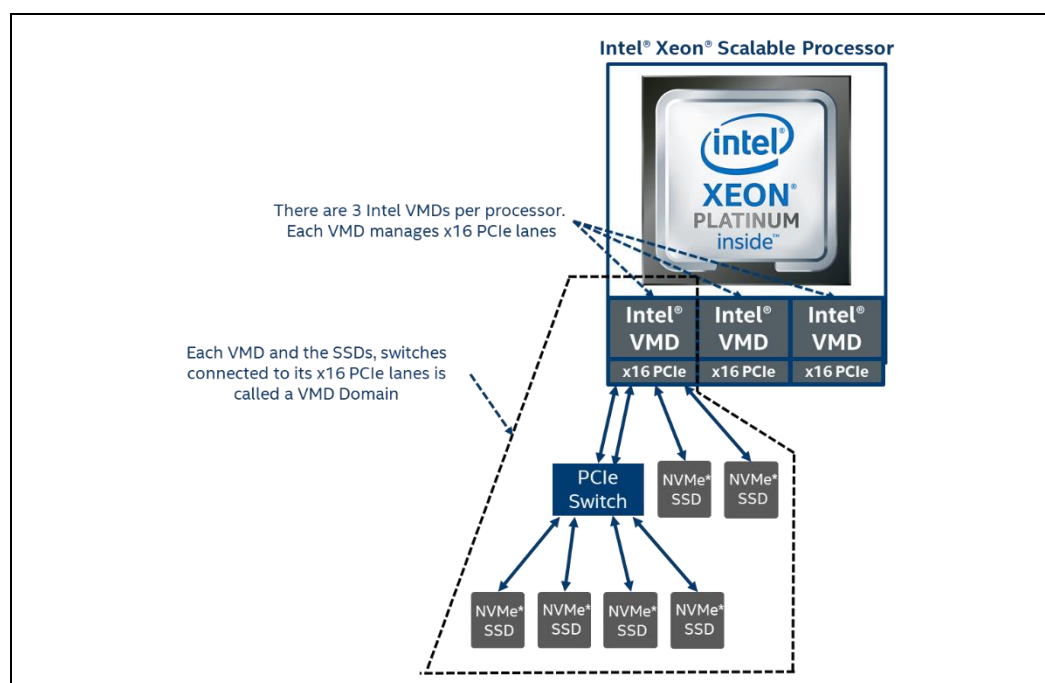 Intel® Xeon® Scalable Processor
intel®
XEON®
PLATINUM
inside™
There are 3 Intel VMDs per processor.
Each VMD manages x16 PCIe lanes
Intel® Intel® Intel®
VMD VMD VMD
x16 PCIe x16 PCIe x16 PCIe
Each VMD and the SSDs, switches
connected to its x16 PCIe lanes is
called a VMD Domain
PCIe
Switch
NVMe*
SSD
NVMe*
SSD
NVMe*
SSD
NVMe*
SSD
NVMe*
SSD
NVMe*
SSD